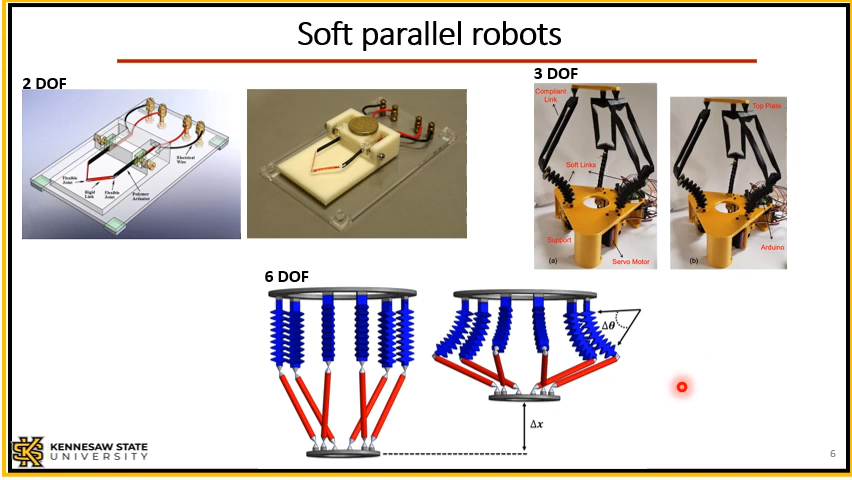 Soft parallel robots
2 DOF
Electrical
Wire
Flexible
Joint
Rigid
Link
Flexible
Joint
Polymer
Actuator
3 DOF
Compliant
Link
Soft Links
Support
(a)
Servo Motor
Top Plate
Arduino
(b)
6 DOF
Δθ
Δx
KS
KENNESAW STATE
UNIVERSITY
6